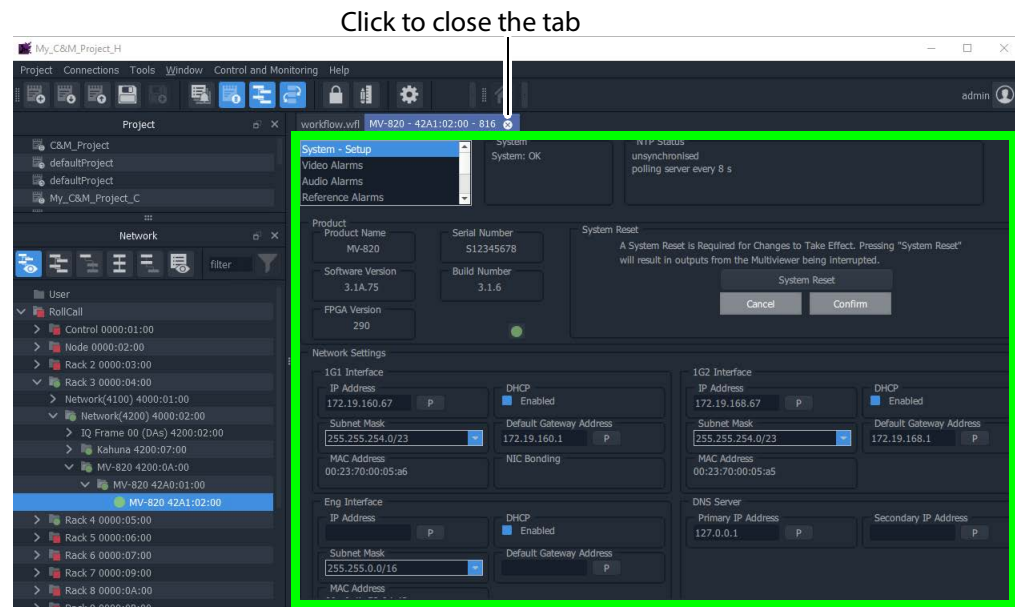 Click to close the tab
My_C&M_Project_H
Project Connections Tools Window Control and Monitoring Help
admin
Project
C&M_Project
defaultProject
defaultProject
My_C&M_Project_C
Network
filter
User
RollCall
Control 0000:01:00
Node 0000:02:00
Rack 2 0000:03:00
Rack 3 0000:04:00
Network(4100) 4000:01:00
Network(4200) 4000:02:00
IQ Frame 00 (DAs) 4200:02:00
Kahuna 4200:07:00
MV-820 4200:0A:00
MV-820 42A0:01:00
MV-820 42A1:02:00
Rack 4 0000:05:00
Rack 5 0000:06:00
Rack 6 0000:07:00
Rack 7 0000:09:00
Rack 8 0000:0A:00
workflow.wfl MV-820 - 42A1:02:00 - 816
System - Setup
Video Alarms
Audio Alarms
Reference Alarms
System
System: OK
NTP Status
unsynchronised
polling server every 8 s
Product
Product Name
MV-820
Serial Number
S12345678
Software Version
3.1A.75
Build Number
3.1.6
FPGA Version
290
System Reset
A System Reset is Required for Changes to Take Effect. Pressing "System Reset"
will result in outputs from the Multiviewer being interrupted.
System Reset
Cancel Confirm
Network Settings
1G1 Interface
IP Address
172.19.160.67 P
DHCP
Enabled
Subnet Mask
255.255.254.0/23
Default Gateway Address
172.19.160.1 P
MAC Address
00:23:70:00:05:a6
NIC Bonding
1G2 Interface
IP Address
172.19.168.67 P
DHCP
Enabled
Subnet Mask
255.255.254.0/23
Default Gateway Address
172.19.168.1 P
MAC Address
00:23:70:00:05:a5
Eng Interface
IP Address
P
DHCP
Enabled
Subnet Mask
255.255.0.0/16
Default Gateway Address
P
MAC Address
DNS Server
Primary IP Address
127.0.0.1 P
Secondary IP Address
P